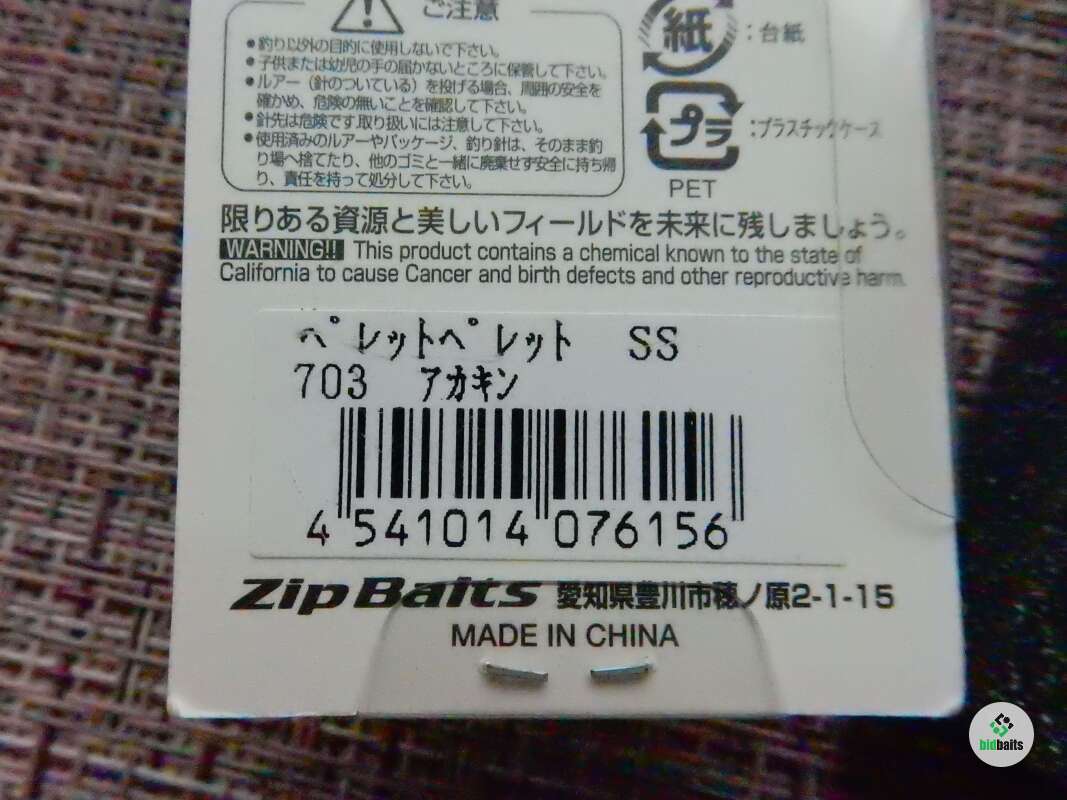 ご注意
●釣り以外の目的に使用しないで下さい。
●子供または幼児の手の届かないところに保管して下さい。
●ルアー（針のついている）を投げる場合、周囲の安全を
確かめ、危険の無いことを確認して下さい。
●針先は危険です.取り扱いには注意して下さい。
●使用済みのルアーやパッケージ、釣り針は、そのまま釣
り場へ捨てたり、他のゴミと一緒に廃棄せず安全に持ち帰
り、責任を持って処分して下さい。
紙:台紙
プラ:プラスチックケース
PET
限りある資源と美しいフィールドを未来に残しましょう。
WARNING!! This product contains a chemical known to the state of
California to cause Cancer and birth defects and other reproductive harm.
ペレットペレット SS
703 アカキン
4 541014 076156
ZipBaits 愛知県豊川市穂ノ原2-1-15
MADE IN CHINA
bidbaits